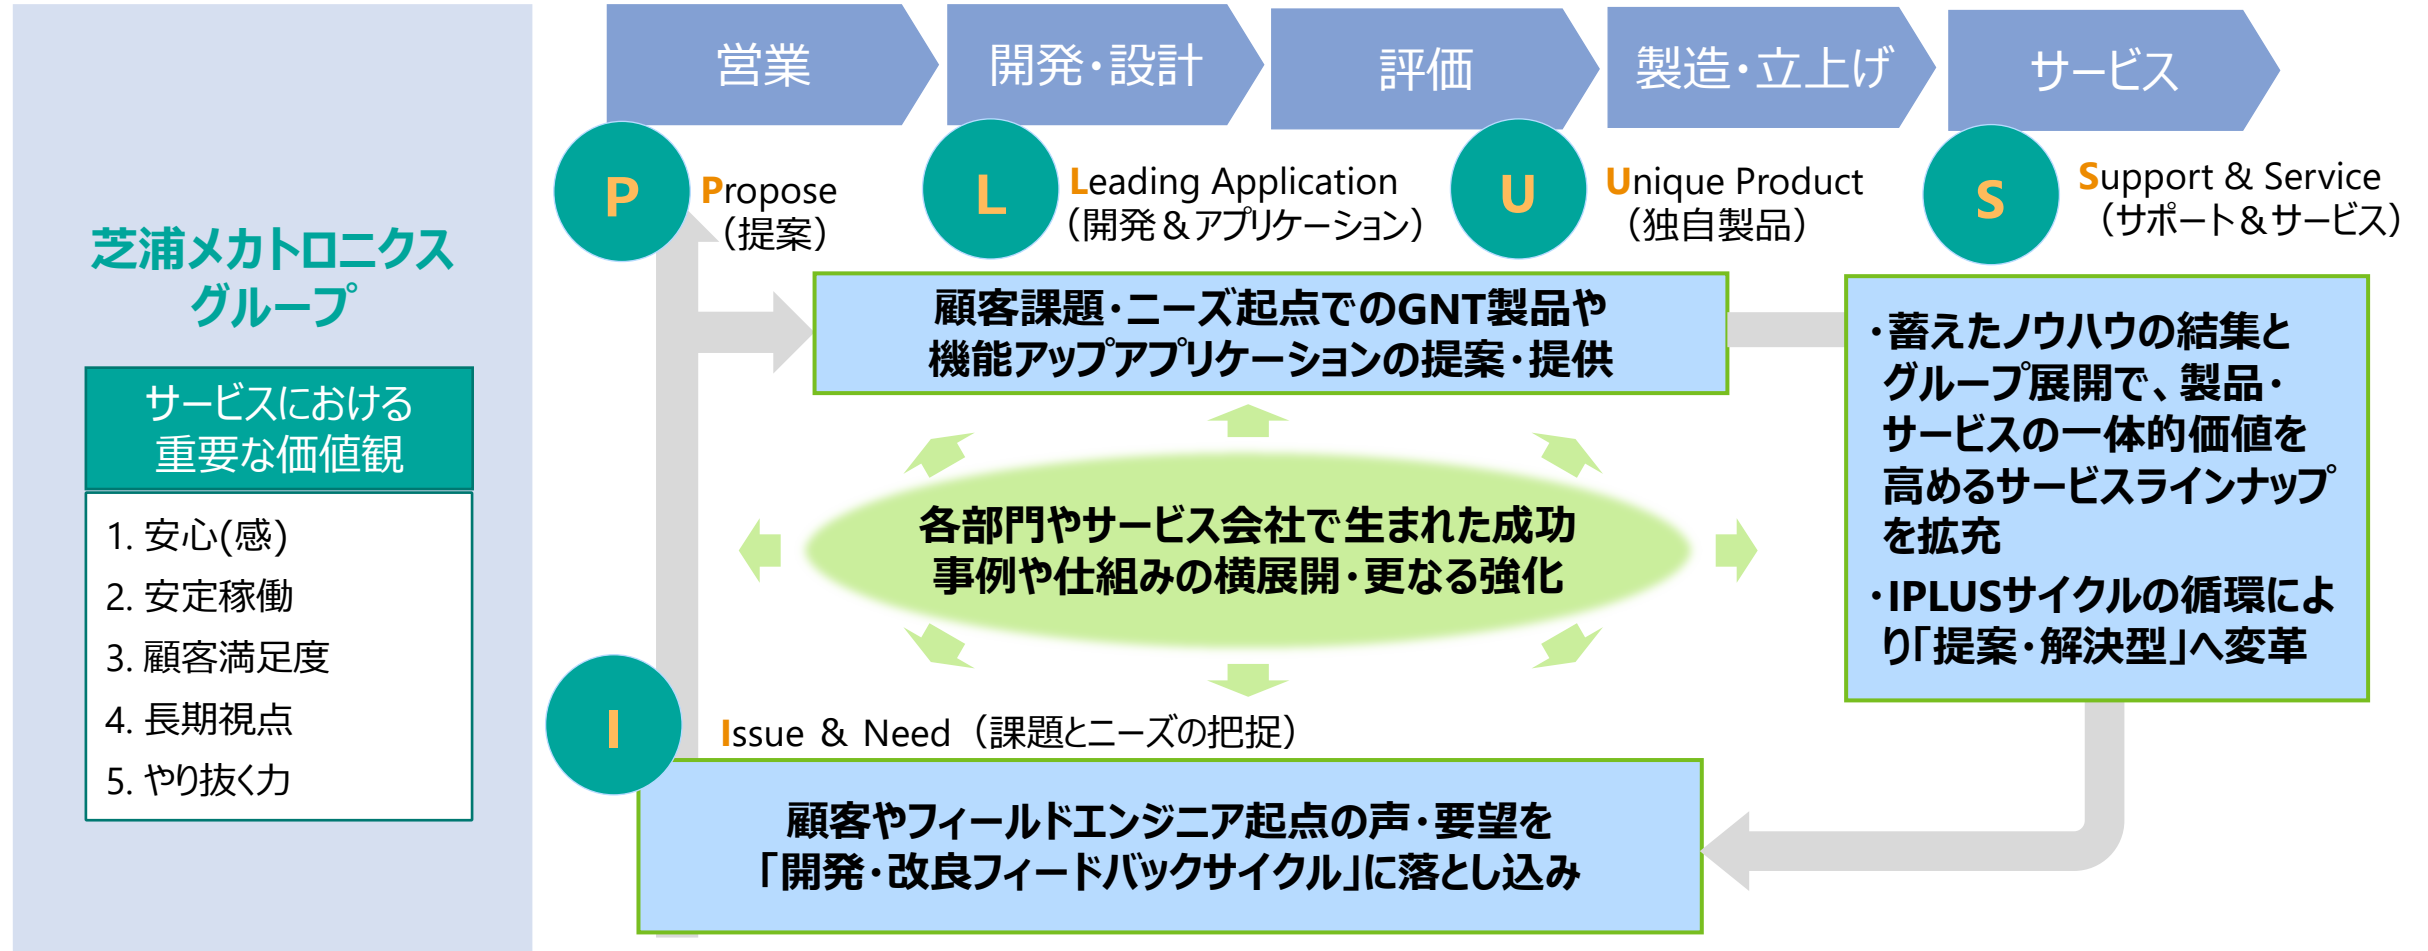 芝浦メカトロニクス
グループ
サービスにおける
重要な価値観
1. 安心(感)
2. 安定稼働
3. 顧客満足度
4. 長期視点
5. やり抜く力
営業
開発・設計
評価
製造・立上げ
サービス
P
Propose
（提案）
L
Leading Application
（開発＆アプリケーション）
U
Unique Product
（独自製品）
S
Support & Service
（サポート＆サービス）
顧客課題・ニーズ起点でのGNT製品や
機能アップアプリケーションの提案・提供
・蓄えたノウハウの結集と
グループ展開で、製品・
サービスの一体的価値を
高めるサービスラインナップ
を拡充
・IPLUSサイクルの循環によ
り「提案・解決型」へ変革
各部門やサービス会社で生まれた成功
事例や仕組みの横展開・更なる強化
I
Issue & Need（課題とニーズの把捉）
顧客やフィールドエンジニア起点の声・要望を
「開発・改良フィードバックサイクル」に落とし込み